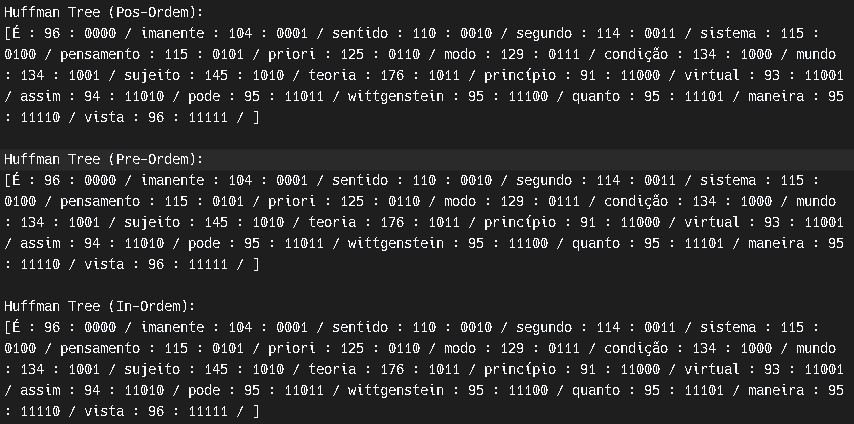 Huffman Tree (Pos-Ordem):
[É : 96 : 0000 / imanente : 104 : 0001 / sentido : 110 : 0010 / segundo : 114 : 0011 / sistema : 115 :
0100 / pensamento : 115 : 0101 / priori : 125 : 0110 / modo : 129 : 0111 / condição : 134 : 1000 / mundo
: 134 : 1001 / sujeito : 145 : 1010 / teoria : 176 : 1011 / princípio : 91 : 11000 / virtual : 93 : 11001
/ assim : 94 : 11010 / pode : 95 : 11011 / wittgenstein : 95 : 11100 / quanto : 95 : 11101 / maneira : 95
: 11110 / vista : 96 : 11111 / ]
Huffman Tree (Pre-Ordem):
[É : 96 : 0000 / imanente : 104 : 0001 / sentido : 110 : 0010 / segundo : 114 : 0011 / sistema : 115 :
0100 / pensamento : 115 : 0101 / priori : 125 : 0110 / modo : 129 : 0111 / condição : 134 : 1000 / mundo
: 134 : 1001 / sujeito : 145 : 1010 / teoria : 176 : 1011 / princípio : 91 : 11000 / virtual : 93 : 11001
/ assim : 94 : 11010 / pode : 95 : 11011 / wittgenstein : 95 : 11100 / quanto : 95 : 11101 / maneira : 95
: 11110 / vista : 96 : 11111 / ]
Huffman Tree (In-Ordem):
[É : 96 : 0000 / imanente : 104 : 0001 / sentido : 110 : 0010 / segundo : 114 : 0011 / sistema : 115 :
0100 / pensamento : 115 : 0101 / priori : 125 : 0110 / modo : 129 : 0111 / condição : 134 : 1000 / mundo
: 134 : 1001 / sujeito : 145 : 1010 / teoria : 176 : 1011 / princípio : 91 : 11000 / virtual : 93 : 11001
/ assim : 94 : 11010 / pode : 95 : 11011 / wittgenstein : 95 : 11100 / quanto : 95 : 11101 / maneira : 95
: 11110 / vista : 96 : 11111 / ]